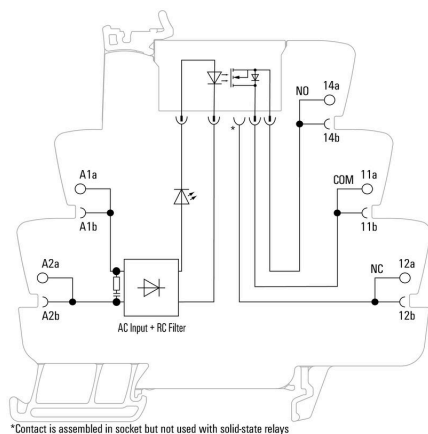 NO
14a
14b
A1a
A1b
COM
11a
11b
A2a
A2b
NC
12a
12b
AC Input + RC Filter
*
*Contact is assembled in socket but not used with solid-state relays